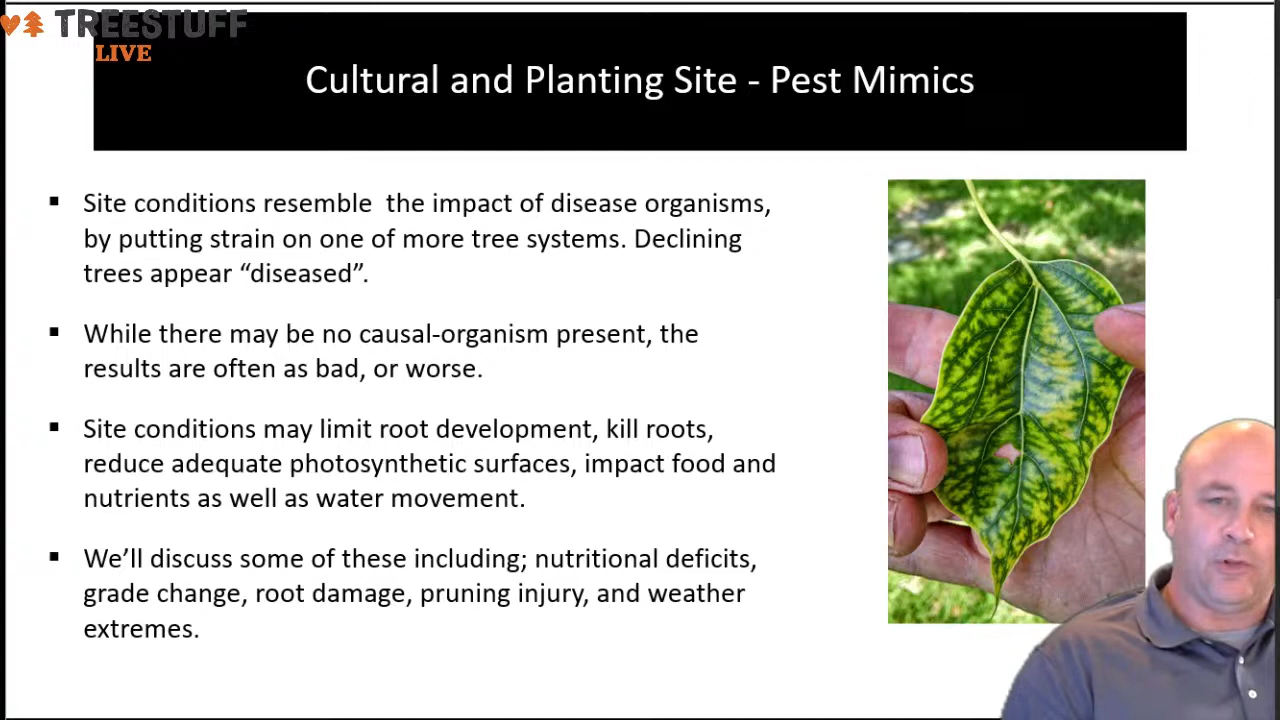 TREESTUFF
LIVE
Cultural and Planting Site - Pest Mimics
▪ Site conditions resemble  the impact of disease organisms,
by putting strain on one of more tree systems. Declining
trees appear “diseased”.
▪ While there may be no causal-organism present, the
results are often as bad, or worse.
▪ Site conditions may limit root development, kill roots,
reduce adequate photosynthetic surfaces, impact food and
nutrients as well as water movement.
▪ We’ll discuss some of these including; nutritional deficits,
grade change, root damage, pruning injury, and weather
extremes.